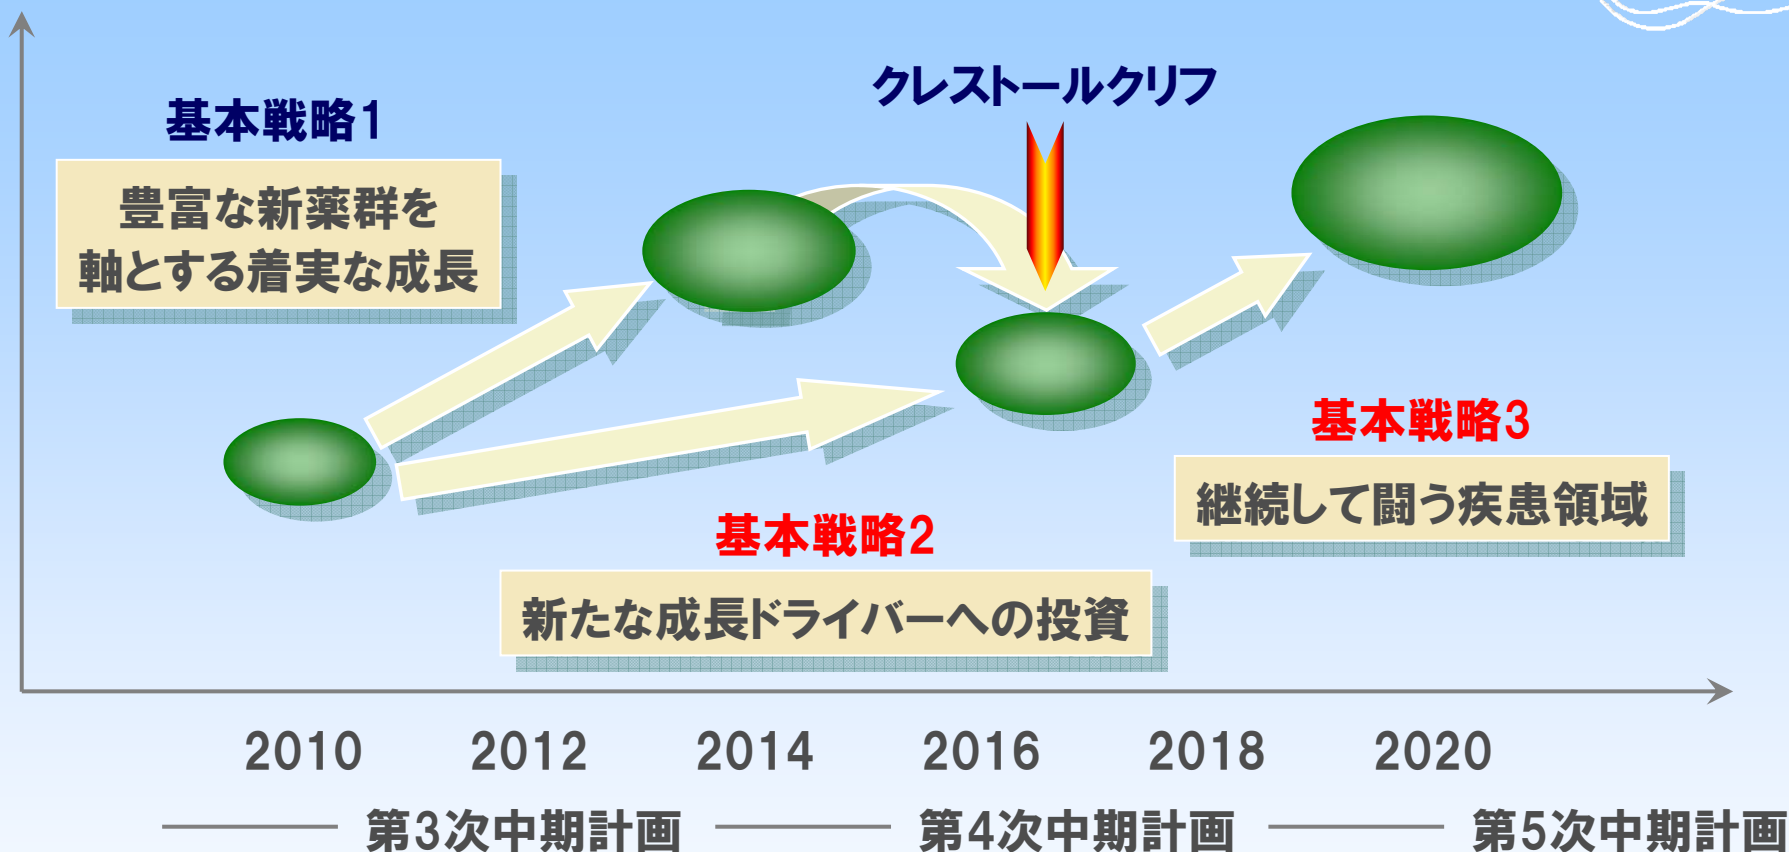 クレストールクリフ
基本戦略1
豊富な新薬群を
軸とする着実な成長
基本戦略3
継続して闘う疾患領域
基本戦略2
新たな成長ドライバーへの投資
2010 2012 2014 2016 2018 2020
第3次中期計画 第4次中期計画 第5次中期計画